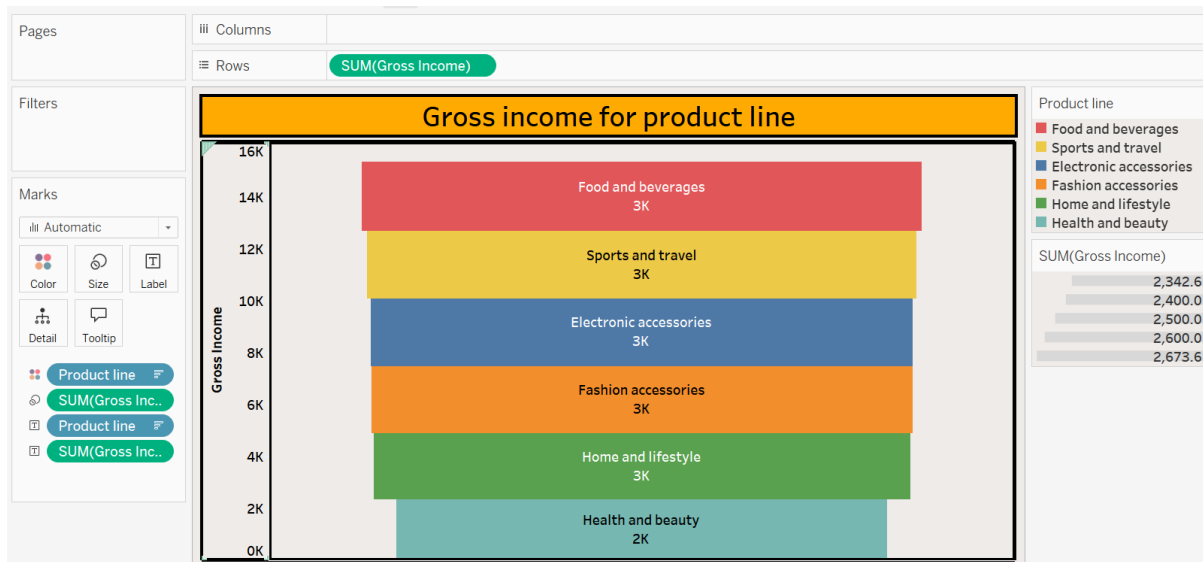 Pages
iii Columns
Rows
SUM(Gross Income)
Filters
Marks
Automatic
Color
Size
Label
Detail
Tooltip
Product line
SUM(Gross Inc..
Product line
SUM(Gross Inc..
Gross income for product line
Gross Income
16K
14K
12K
10K
8K
6K
4K
2K
0K
Food and beverages
3K
Sports and travel
3K
Electronic accessories
3K
Fashion accessories
3K
Home and lifestyle
3K
Health and beauty
2K
Product line
Food and beverages
Sports and travel
Electronic accessories
Fashion accessories
Home and lifestyle
Health and beauty
SUM(Gross Income)
2,342.6
2,400.0
2,500.0
2,600.0
2,673.6